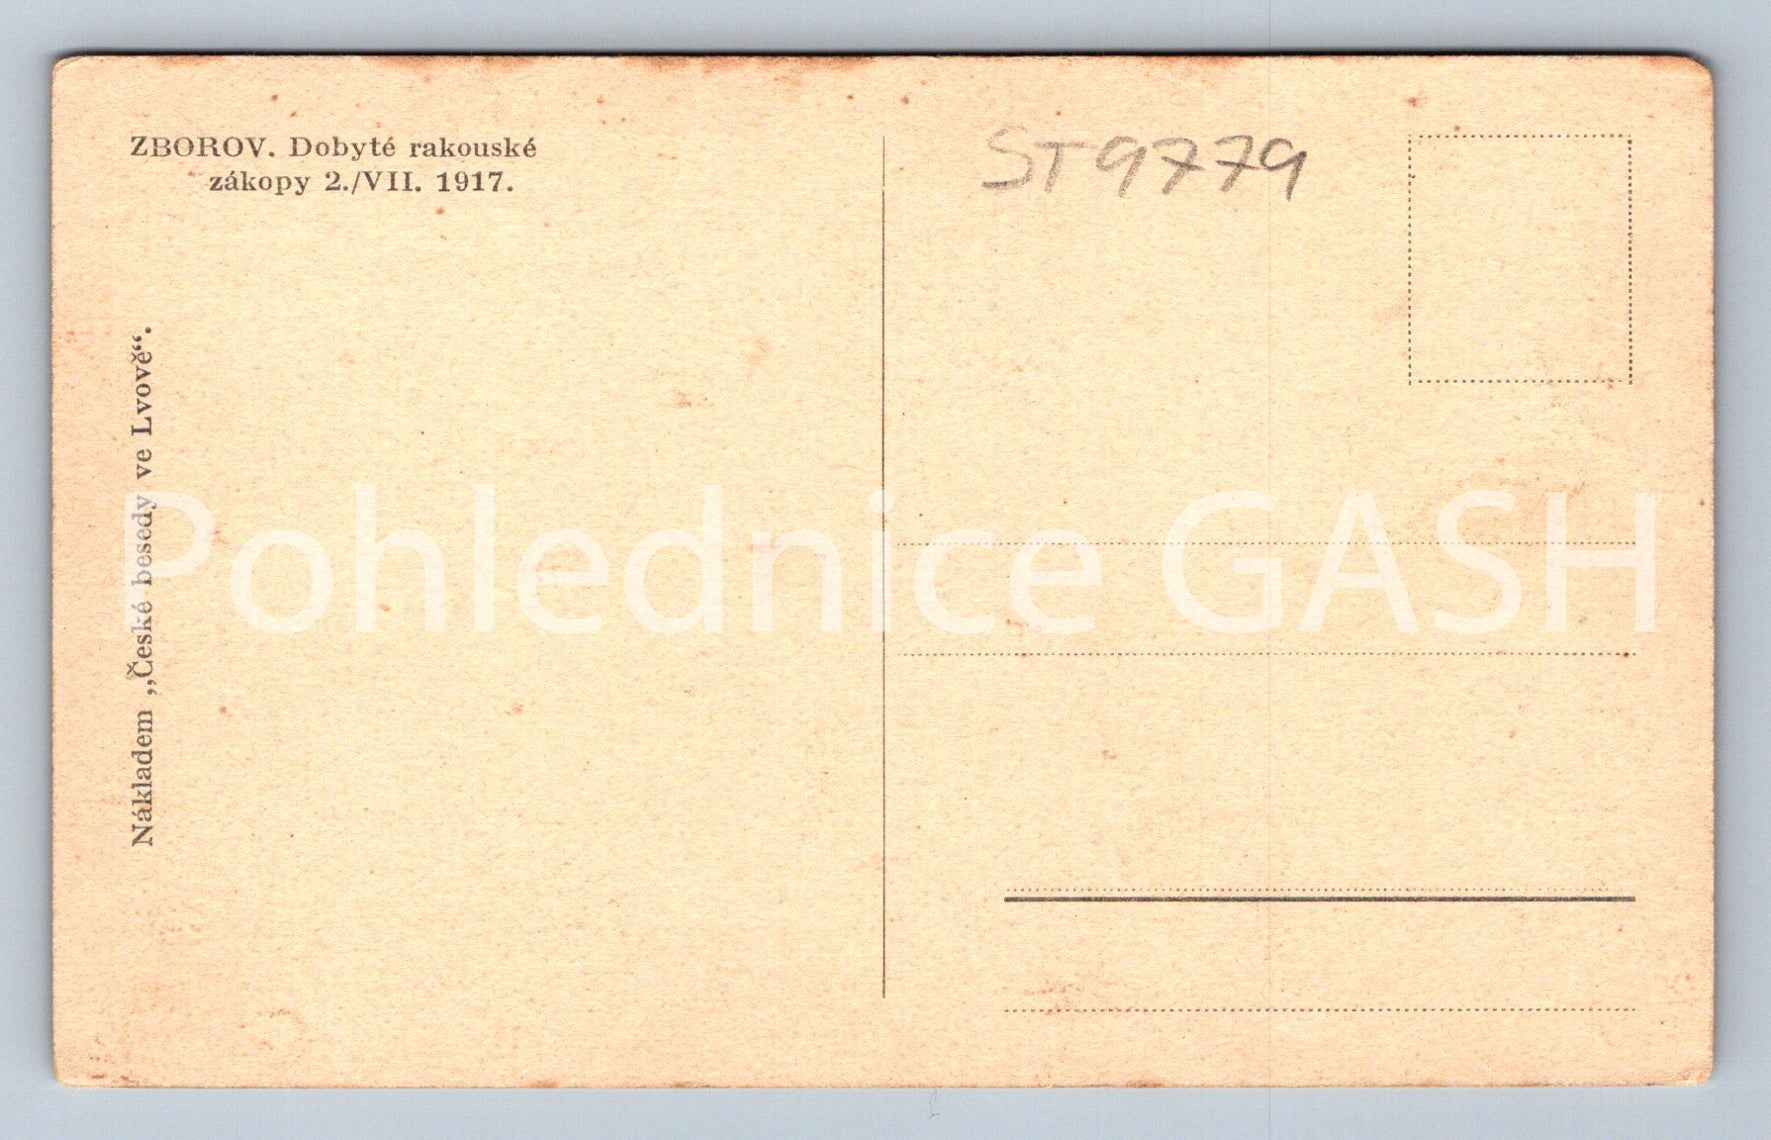 ZBOROV. Dobyté rakouské
zákopy 2./VII. 1917.
ST9779
Nákladem „České besedy ve Lvově“.
Pohlednice GASH